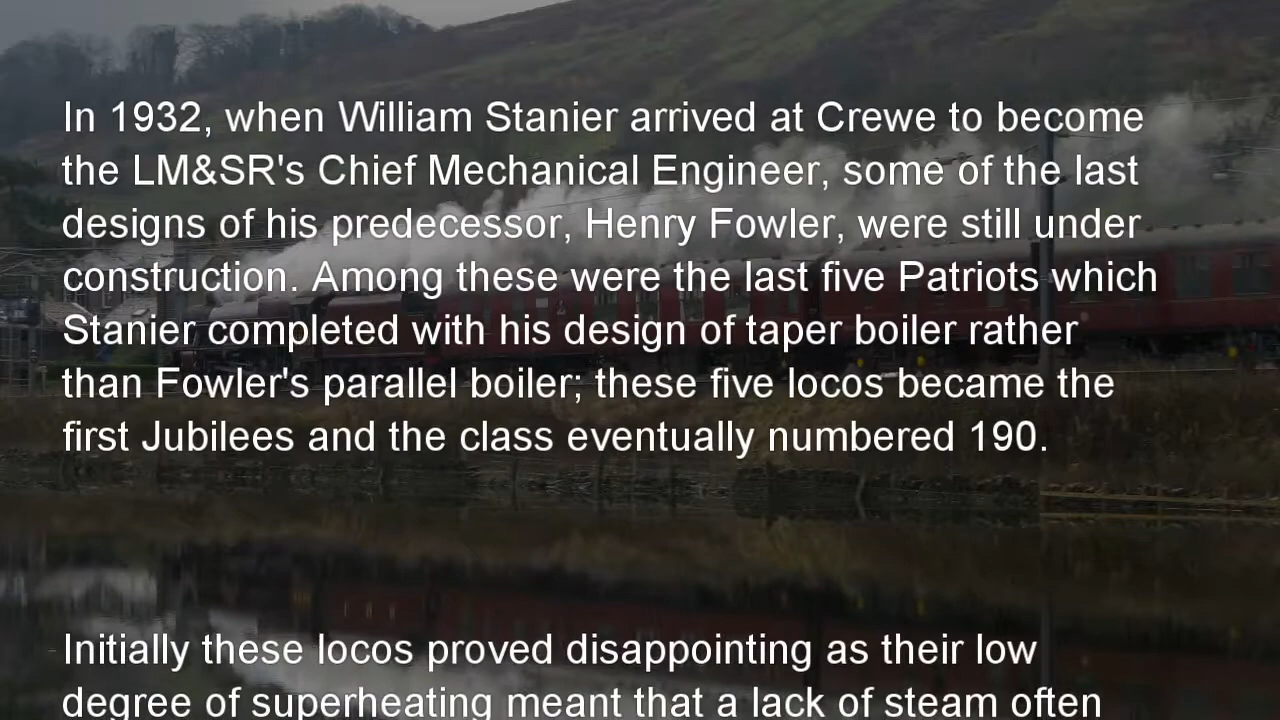 In 1932, when William Stanier arrived at Crewe to become
the LM&SR's Chief Mechanical Engineer, some of the last
designs of his predecessor, Henry Fowler, were still under
construction. Among these were the last five Patriots which
Stanier completed with his design of taper boiler rather
than Fowler's parallel boiler; these five locos became the
first Jubilees and the class eventually numbered 190.
Initially these locos proved disappointing as their low
degree of superheating meant that a lack of steam often